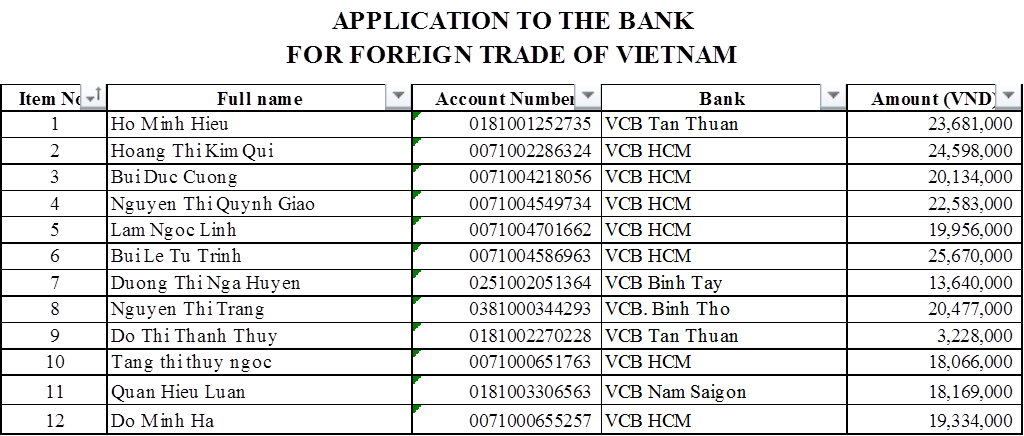 APPLICATION TO THE BANK
FOR FOREIGN TRADE OF VIETNAM
Item No Full name Account Number Bank Amount (VND)
1 Ho Minh Hieu 0181001252735 VCB Tan Thuan 23,681,000
2 Hoang Thi Kim Qui 0071002286324 VCB HCM 24,598,000
3 Bui Duc Cuong 0071004218056 VCB HCM 20,134,000
4 Nguyen Thi Quynh Giao 0071004549734 VCB HCM 22,583,000
5 Lam Ngoc Linh 0071004701662 VCB HCM 19,956,000
6 Bui Le Tu Trinh 0071004586963 VCB HCM 25,670,000
7 Duong Thi Nga Huyen 0251002051364 VCB Binh Tay 13,640,000
8 Nguyen Thi Trang 0381000344293 VCB. Binh Tho 20,477,000
9 Do Thi Thanh Thuy 0181002270228 VCB Tan Thuan 3,228,000
10 Tang thi thuy ngoc 0071000651763 VCB HCM 18,066,000
11 Quan Hieu Luan 0181003306563 VCB Nam Saigon 18,169,000
12 Do Minh Ha 0071000655257 VCB HCM 19,334,000